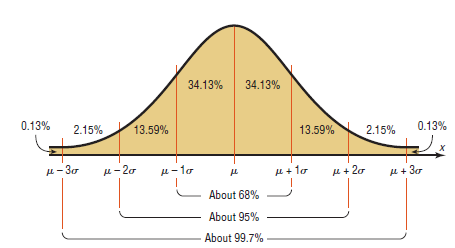 34.13% 34.13%
0.13% 2.15% 13.59% 13.59% 2.15% 0.13%
x
μ − 3σ μ − 2σ μ − 1σ μ μ + 1σ μ + 2σ μ + 3σ
About 68%
About 95%
About 99.7%